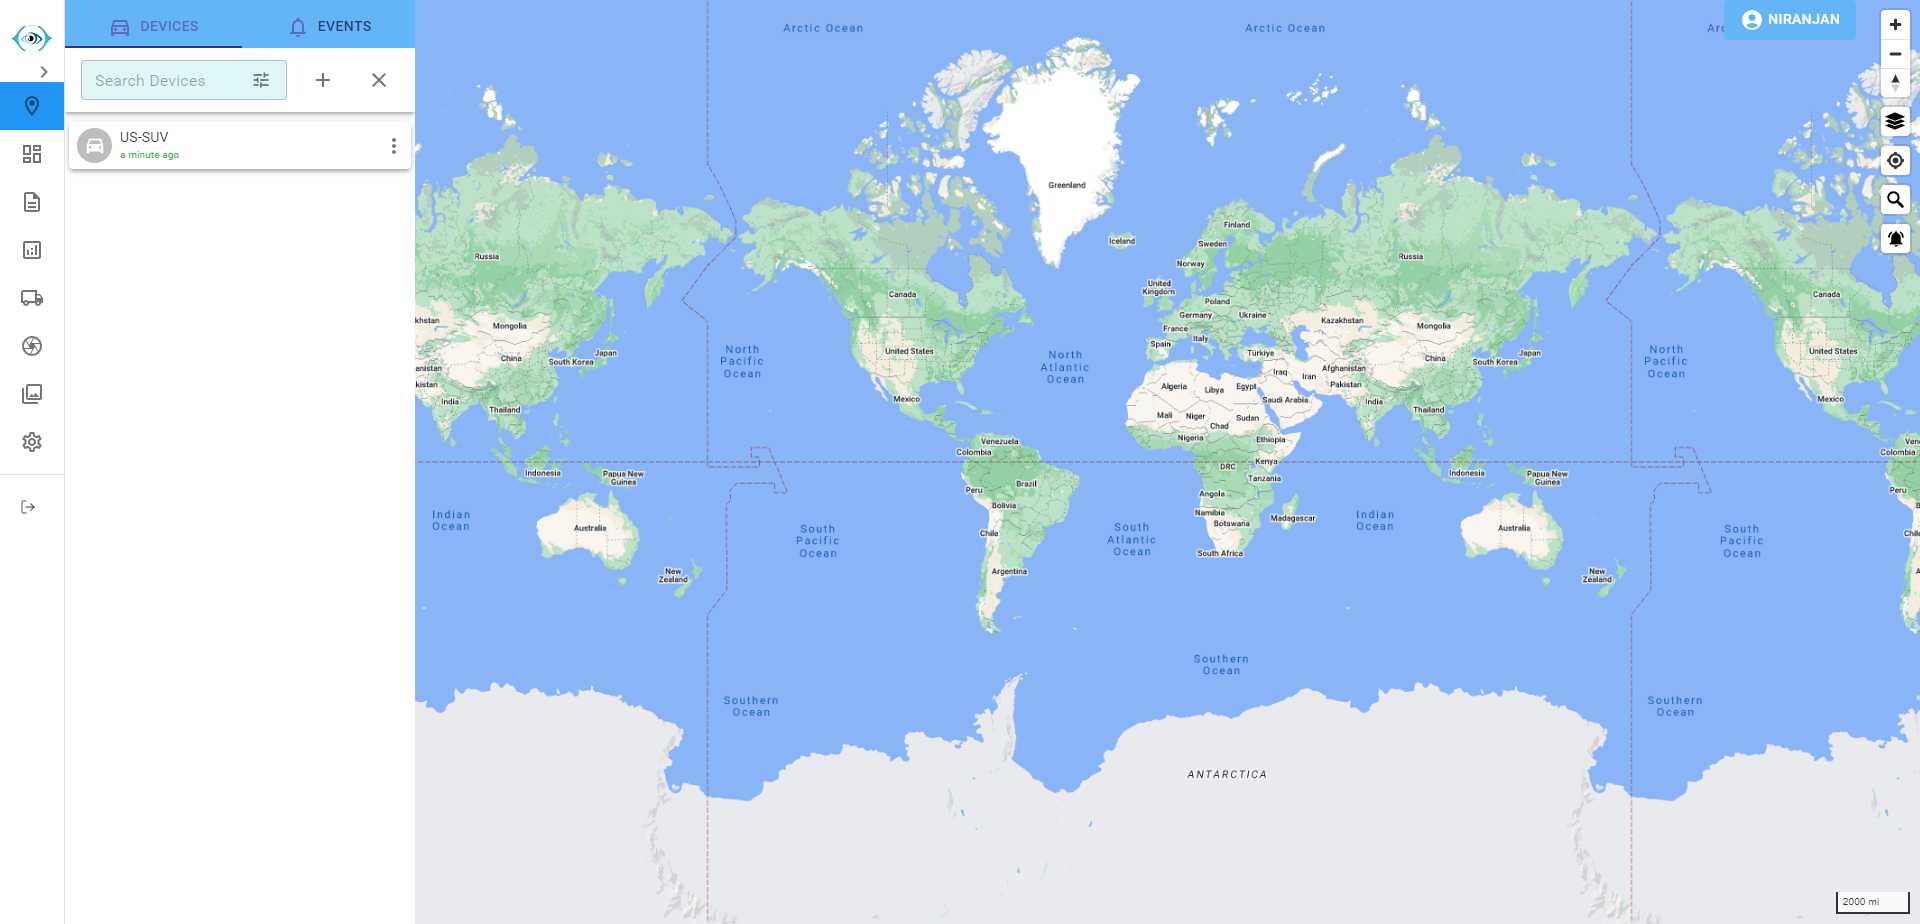 DEVICES
EVENTS
Search Devices
US-SUV
a minute ago
NIRANJAN
Arctic Ocean
Arctic Ocean
Greenland
Iceland
Finland
Sweden
Norway
Russia
Russia
United
Kingdom
Poland
Germany
Ukraine
France
Spain
Italy
Türkiye
Kazakhstan
Mongolia
Mongolia
China
China
Japan
Japan
South Korea
South Korea
khstan
anistan
kistan
India
Thailand
Canada
Canada
United States
United States
Mexico
Mexico
North
Pacific
Ocean
North
Atlantic
Ocean
North
Pacific
Ocean
Algeria
Libya
Egypt
Iraq
Iran
Afghanistan
Pakistan
Saudi Arabia
India
Thailand
Mali
Niger
Chad
Sudan
Nigeria
Ethiopia
Venezuela
Colombia
Colombia
DRC
Kenya
Tanzania
Indonesia
Papua New
Guinea
Indonesia
Papua New
Guinea
Peru
Brazil
Peru
Bolivia
Angola
Namibia
Botswana
Madagascar
South Africa
Chile
Argentina
Indian
Ocean
Australia
South
Pacific
Ocean
South
Atlantic
Ocean
Indian
Ocean
Australia
South
Pacific
Ocean
New
Zealand
New
Zealand
Southern
Ocean
Southern
Ocean
Southern
Ocean
ANTARCTICA
2000 mi